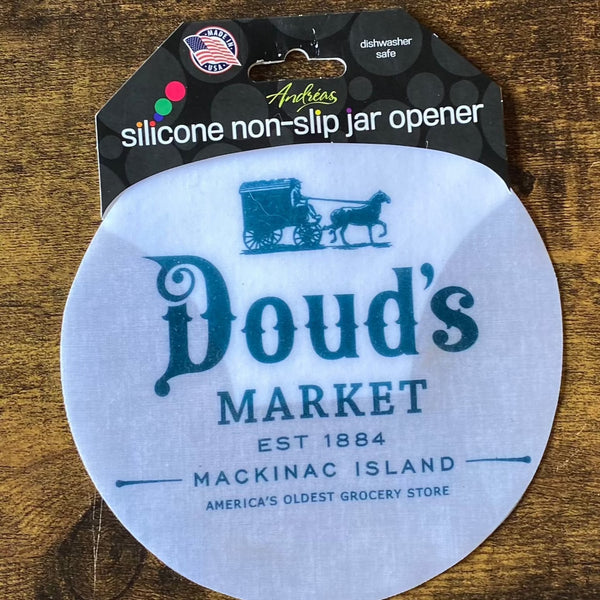 MADE IN
USA
dishwasher
safe
Andréas
silicone non-slip jar opener
Doud's
MARKET
EST 1884
MACKINAC ISLAND
AMERICA'S OLDEST GROCERY STORE